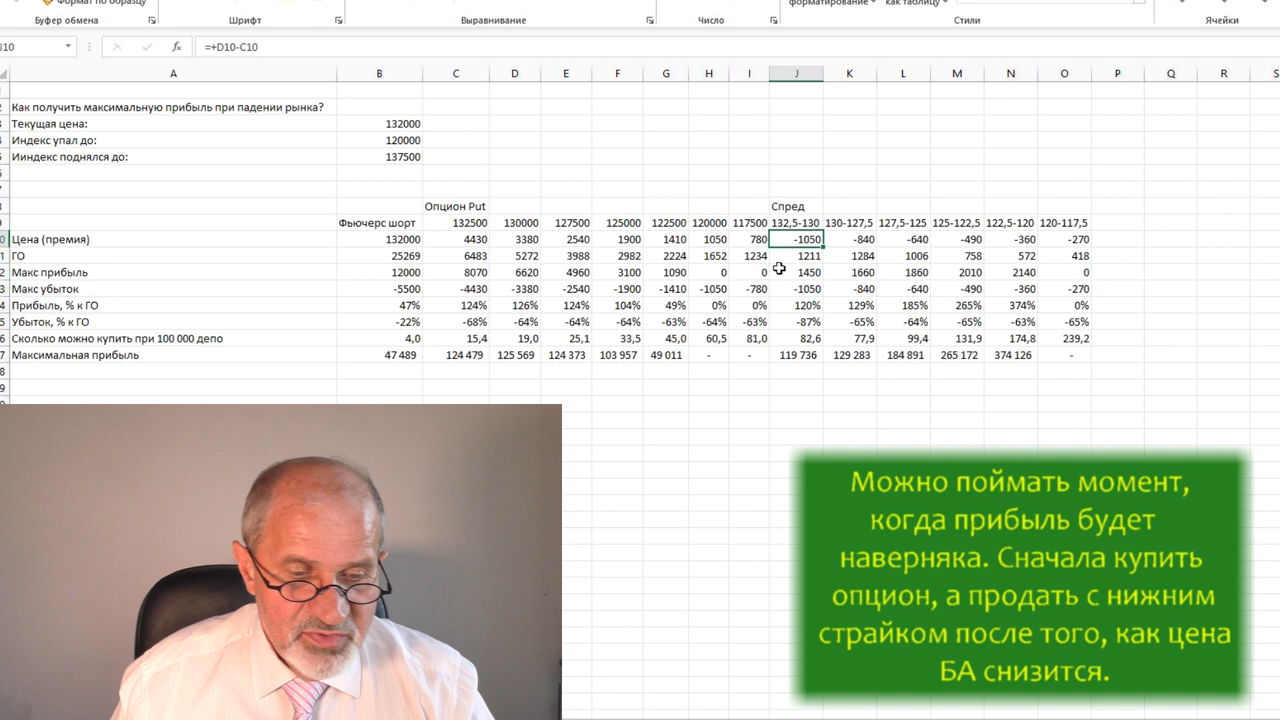 Формат по образцу
форматирование
как таблицу
Буфер обмена
Шрифт
Выравнивание
Число
Стили
Ячейки
J10
fx
=+D10-C10
A B C D E F G H I J K L M N O P Q R S
Как получить максимальную прибыль при падении рынка?
Текущая цена: 132000
Индекс упал до: 120000
Ииндекс поднялся до: 137500
Опцион Put Спред
Фьючерс шорт 132500 130000 127500 125000 122500 120000 117500 132,5-130 130-127,5 127,5-125 125-122,5 122,5-120 120-117,5
Цена (премия) 132000 4430 3380 2540 1900 1410 1050 780 -1050 -840 -640 -490 -360 -270
ГО 25269 6483 5272 3988 2982 2224 1652 1234 1211 1284 1006 758 572 418
Макс прибыль 12000 8070 6620 4960 3100 1090 0 0 1450 1660 1860 2010 2140 0
Макс убыток -5500 -4430 -3380 -2540 -1900 -1410 -1050 -780 -1050 -840 -640 -490 -360 -270
Прибыль, % к ГО 47% 124% 126% 124% 104% 49% 0% 0% 120% 129% 185% 265% 374% 0%
Убыток, % к ГО -22% -68% -64% -64% -64% -63% -64% -63% -87% -65% -64% -65% -63% -65%
Сколько можно купить при 100 000 депо 4,0 15,4 19,0 25,1 33,5 45,0 60,5 81,0 82,6 77,9 99,4 131,9 174,8 239,2
Максимальная прибыль 47 489 124 479 125 569 124 373 103 957 49 011 - - 119 736 129 283 184 891 265 172 374 126 -
Можно поймать момент,
когда прибыль будет
наверняка. Сначала купить
опцион, а продать с нижним
страйком после того, как цена
БА снизится.